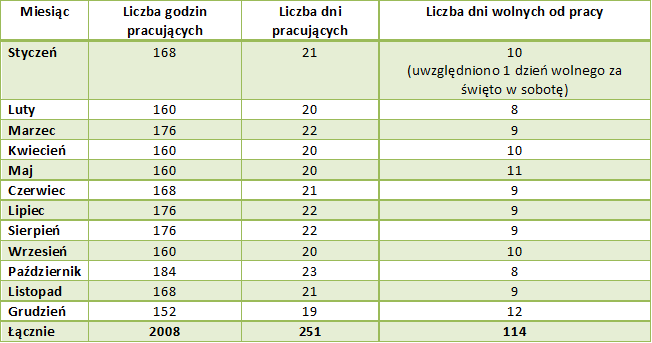 Miesiąc Liczba godzin pracujących Liczba dni pracujących Liczba dni wolnych od pracy
Styczeń 168 21 10
(uwzględniono 1 dzień wolnego za
święto w sobotę)
Luty 160 20 8
Marzec 176 22 9
Kwiecień 160 20 10
Maj 160 20 11
Czerwiec 168 21 9
Lipiec 176 22 9
Sierpień 176 22 9
Wrzesień 160 20 10
Październik 184 23 8
Listopad 168 21 9
Grudzień 152 19 12
Łącznie 2008 251 114